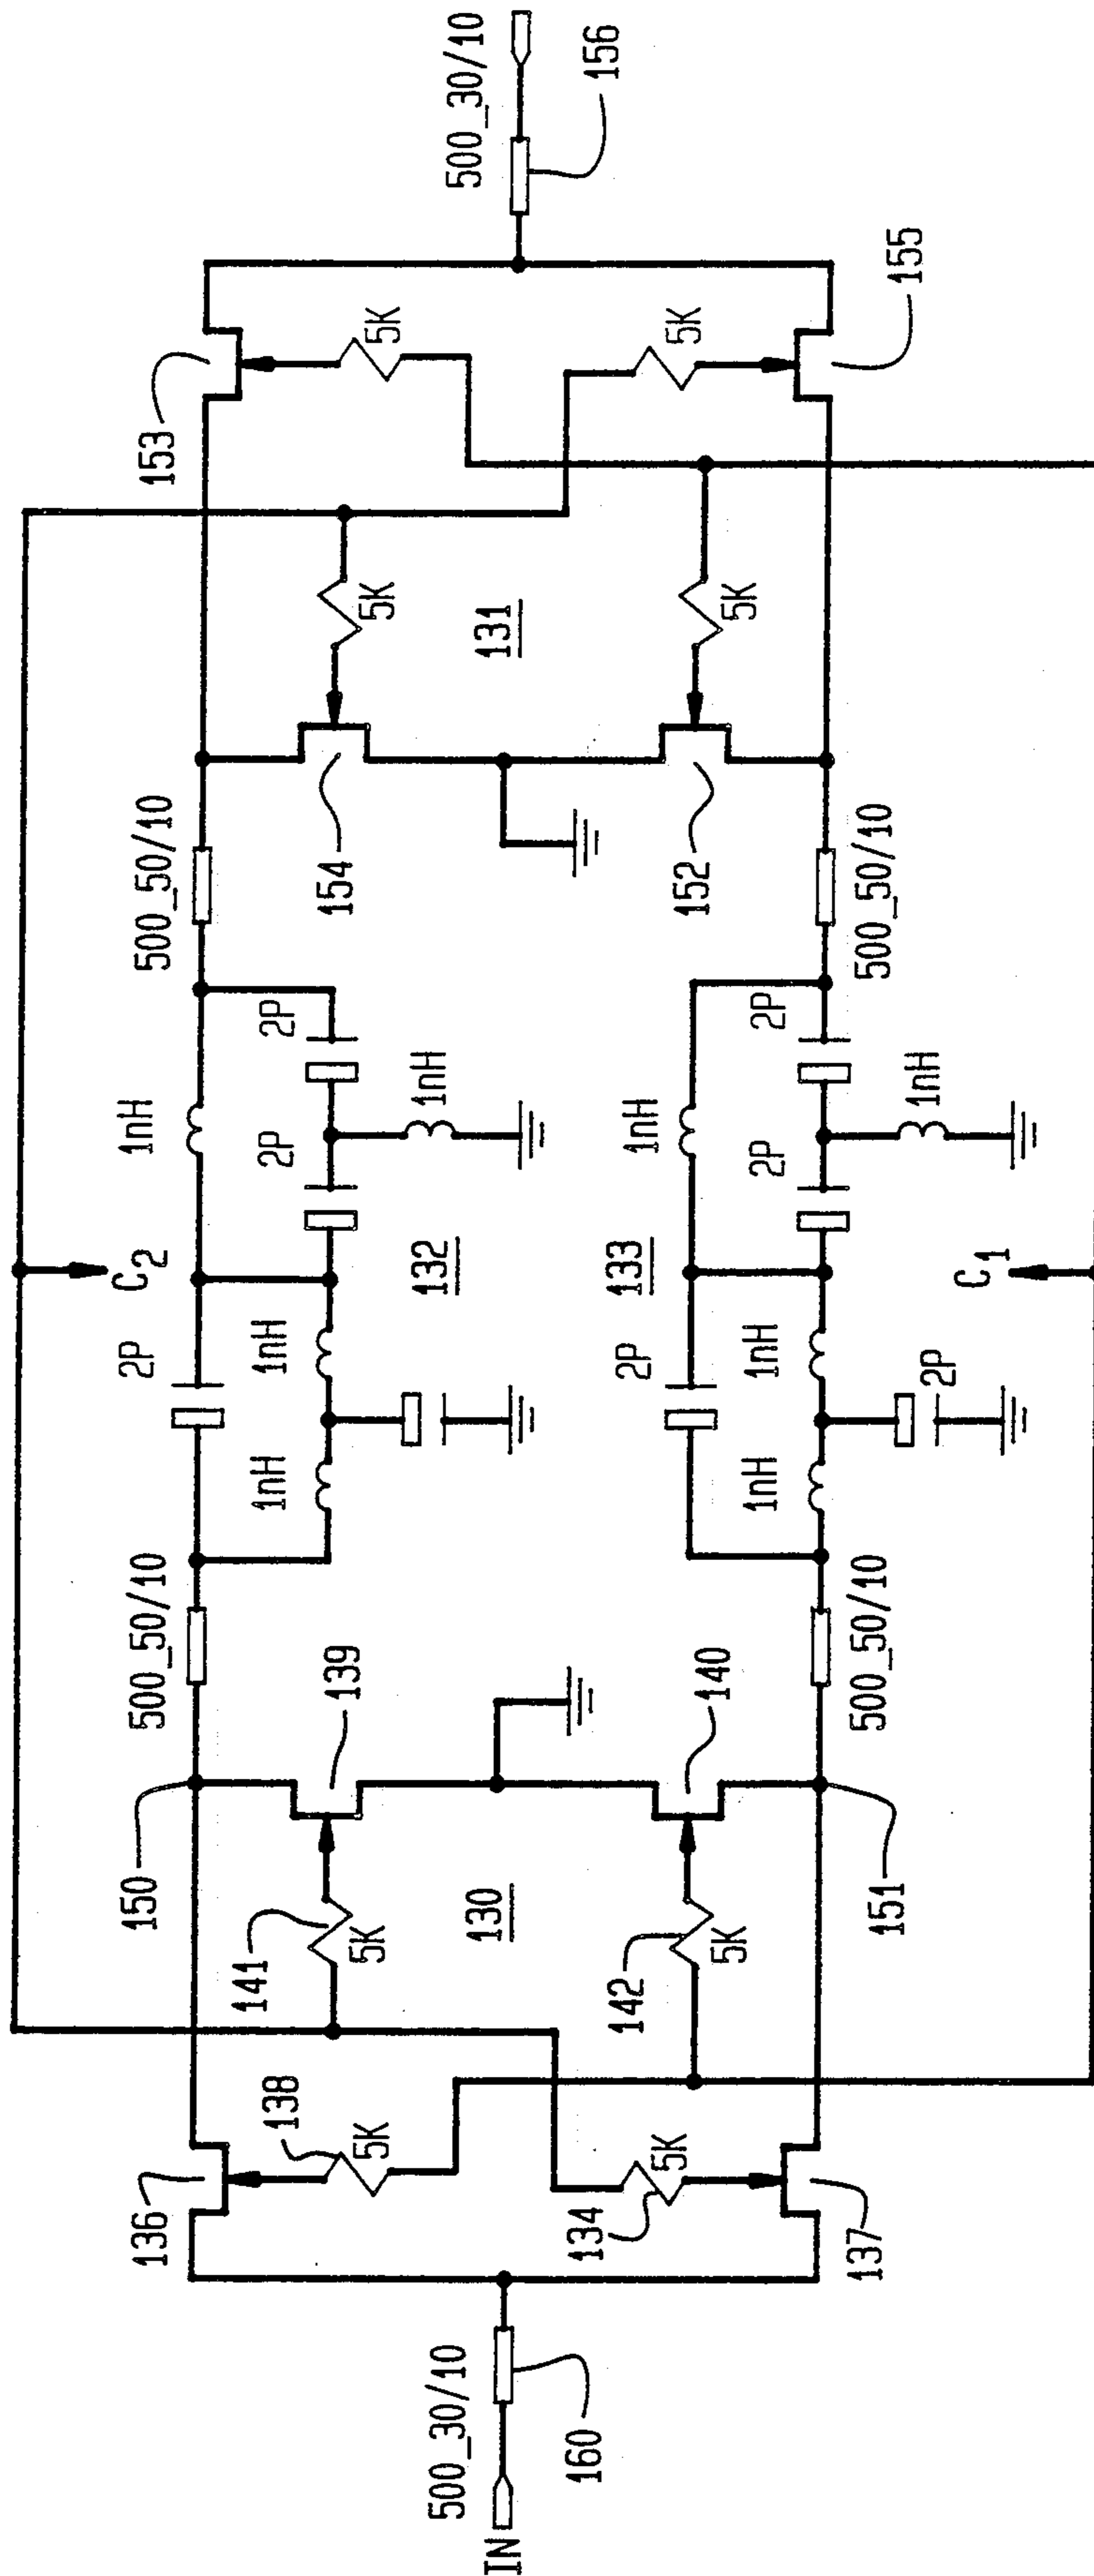 136
150
500_50/10
2P
C2
1nH
500_50/10
153
138
141
1nH
1nH
2P
2P
139
154
5K
5K
1nH
5K
5K
500_30/10
132
500_30/10
130
131
IN
160
134
156
142
133
5K
2P
1nH
5K
140
152
5K
1nH
1nH
2P
2P
137
151
500_50/10
2P
C1
1nH
500_50/10
155